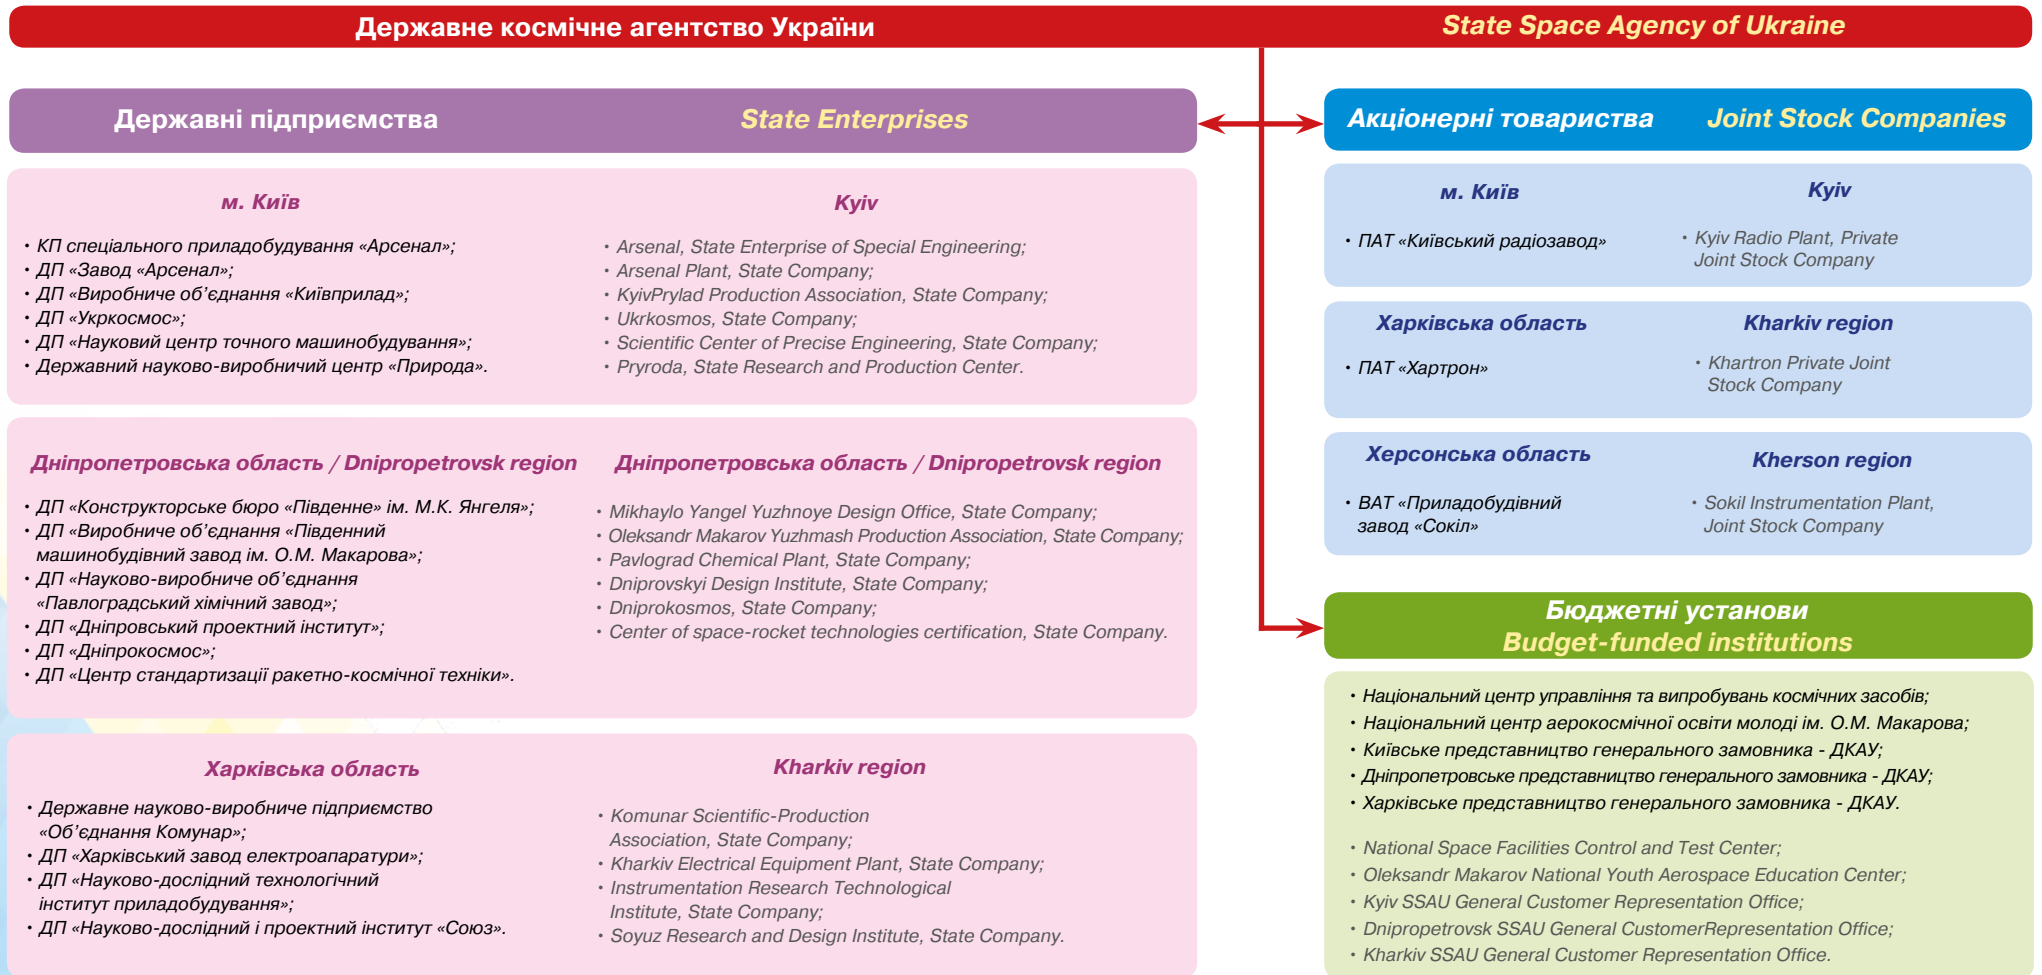 Державне космічне агентство України
State Space Agency of Ukraine
Державні підприємства
State Enterprises
м. Київ
Kyiv
• КП спеціального приладобудування «Арсенал»;
• ДП «Завод «Арсенал»;
• ДП «Виробниче об’єднання «Київприлад»;
• ДП «Укркосмос»;
• ДП «Науковий центр точного машинобудування»;
• Державний науково-виробничий центр «Природа».
• Arsenal, State Enterprise of Special Engineering;
• Arsenal Plant, State Company;
• KyivPrylad Production Association, State Company;
• Ukrkosmos, State Company;
• Scientific Center of Precise Engineering, State Company;
• Pryroda, State Research and Production Center.
Дніпропетровська область / Dnipropetrovsk region
Дніпропетровська область / Dnipropetrovsk region
• ДП «Конструкторське бюро «Південне» ім. М.К. Янгеля»;
• ДП «Виробниче об’єднання «Південний
машинобудівний завод ім. О.М. Макарова»;
• ДП «Науково-виробниче об’єднання
«Павлоградський хімічний завод»;
• ДП «Дніпровський проектний інститут»;
• ДП «Дніпрокосмос»;
• ДП «Центр стандартизації ракетно-космічної техніки».
• Mikhaylo Yangel Yuzhnoye Design Office, State Company;
• Oleksandr Makarov Yuzhmash Production Association, State Company;
• Pavlograd Chemical Plant, State Company;
• Dniprovskyi Design Institute, State Company;
• Dniprokosmos, State Company;
• Center of space-rocket technologies certification, State Company.
Харківська область
Kharkiv region
• Державне науково-виробниче підприємство
«Об’єднання Комунар»;
• ДП «Харківський завод електроапаратури»;
• ДП «Науково-дослідний технологічний
інститут приладобудування»;
• ДП «Науково-дослідний і проектний інститут «Союз».
• Komunar Scientific-Production
Association, State Company;
• Kharkiv Electrical Equipment Plant, State Company;
• Instrumentation Research Technological
Institute, State Company;
• Soyuz Research and Design Institute, State Company.
Акціонерні товариства
Joint Stock Companies
м. Київ
Kyiv
• ПАТ «Київський радіозавод»
• Kyiv Radio Plant, Private
Joint Stock Company
Харківська область
Kharkiv region
• ПАТ «Хартрон»
• Khartron Private Joint
Stock Company
Херсонська область
Kherson region
• ВАТ «Приладобудівний
завод «Сокіл»
• Sokil Instrumentation Plant,
Joint Stock Company
Бюджетні установи
Budget-funded institutions
• Національний центр управління та випробувань космічних засобів;
• Національний центр аерокосмічної освіти молоді ім. О.М. Макарова;
• Київське представництво генерального замовника - ДКАУ;
• Дніпропетровське представництво генерального замовника - ДКАУ;
• Харківське представництво генерального замовника - ДКАУ.
• National Space Facilities Control and Test Center;
• Oleksandr Makarov National Youth Aerospace Education Center;
• Kyiv SSAU General Customer Representation Office;
• Dnipropetrovsk SSAU General CustomerRepresentation Office;
• Kharkiv SSAU General Customer Representation Office.